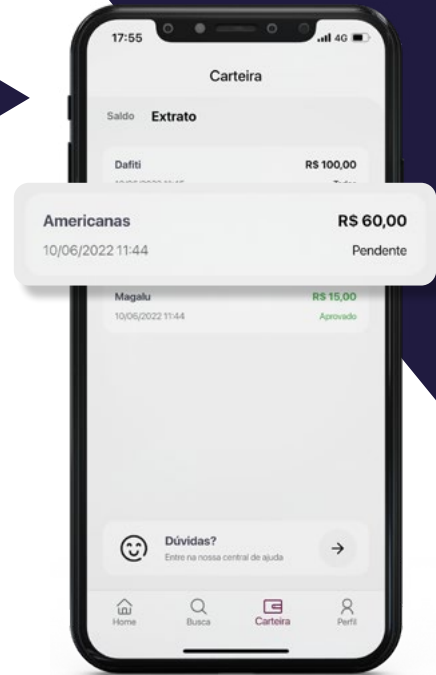 17:55 4G
Carteira
Saldo Extrato
Dafiti R$ 100,00
Americanas R$ 60,00
10/06/2022 11:44 Pendente
Magalu R$ 15,00
10/06/2022 11:44 Aprovado
Dúvidas?
Entre na nossa central de ajuda
Home Busca Carteira Perfil